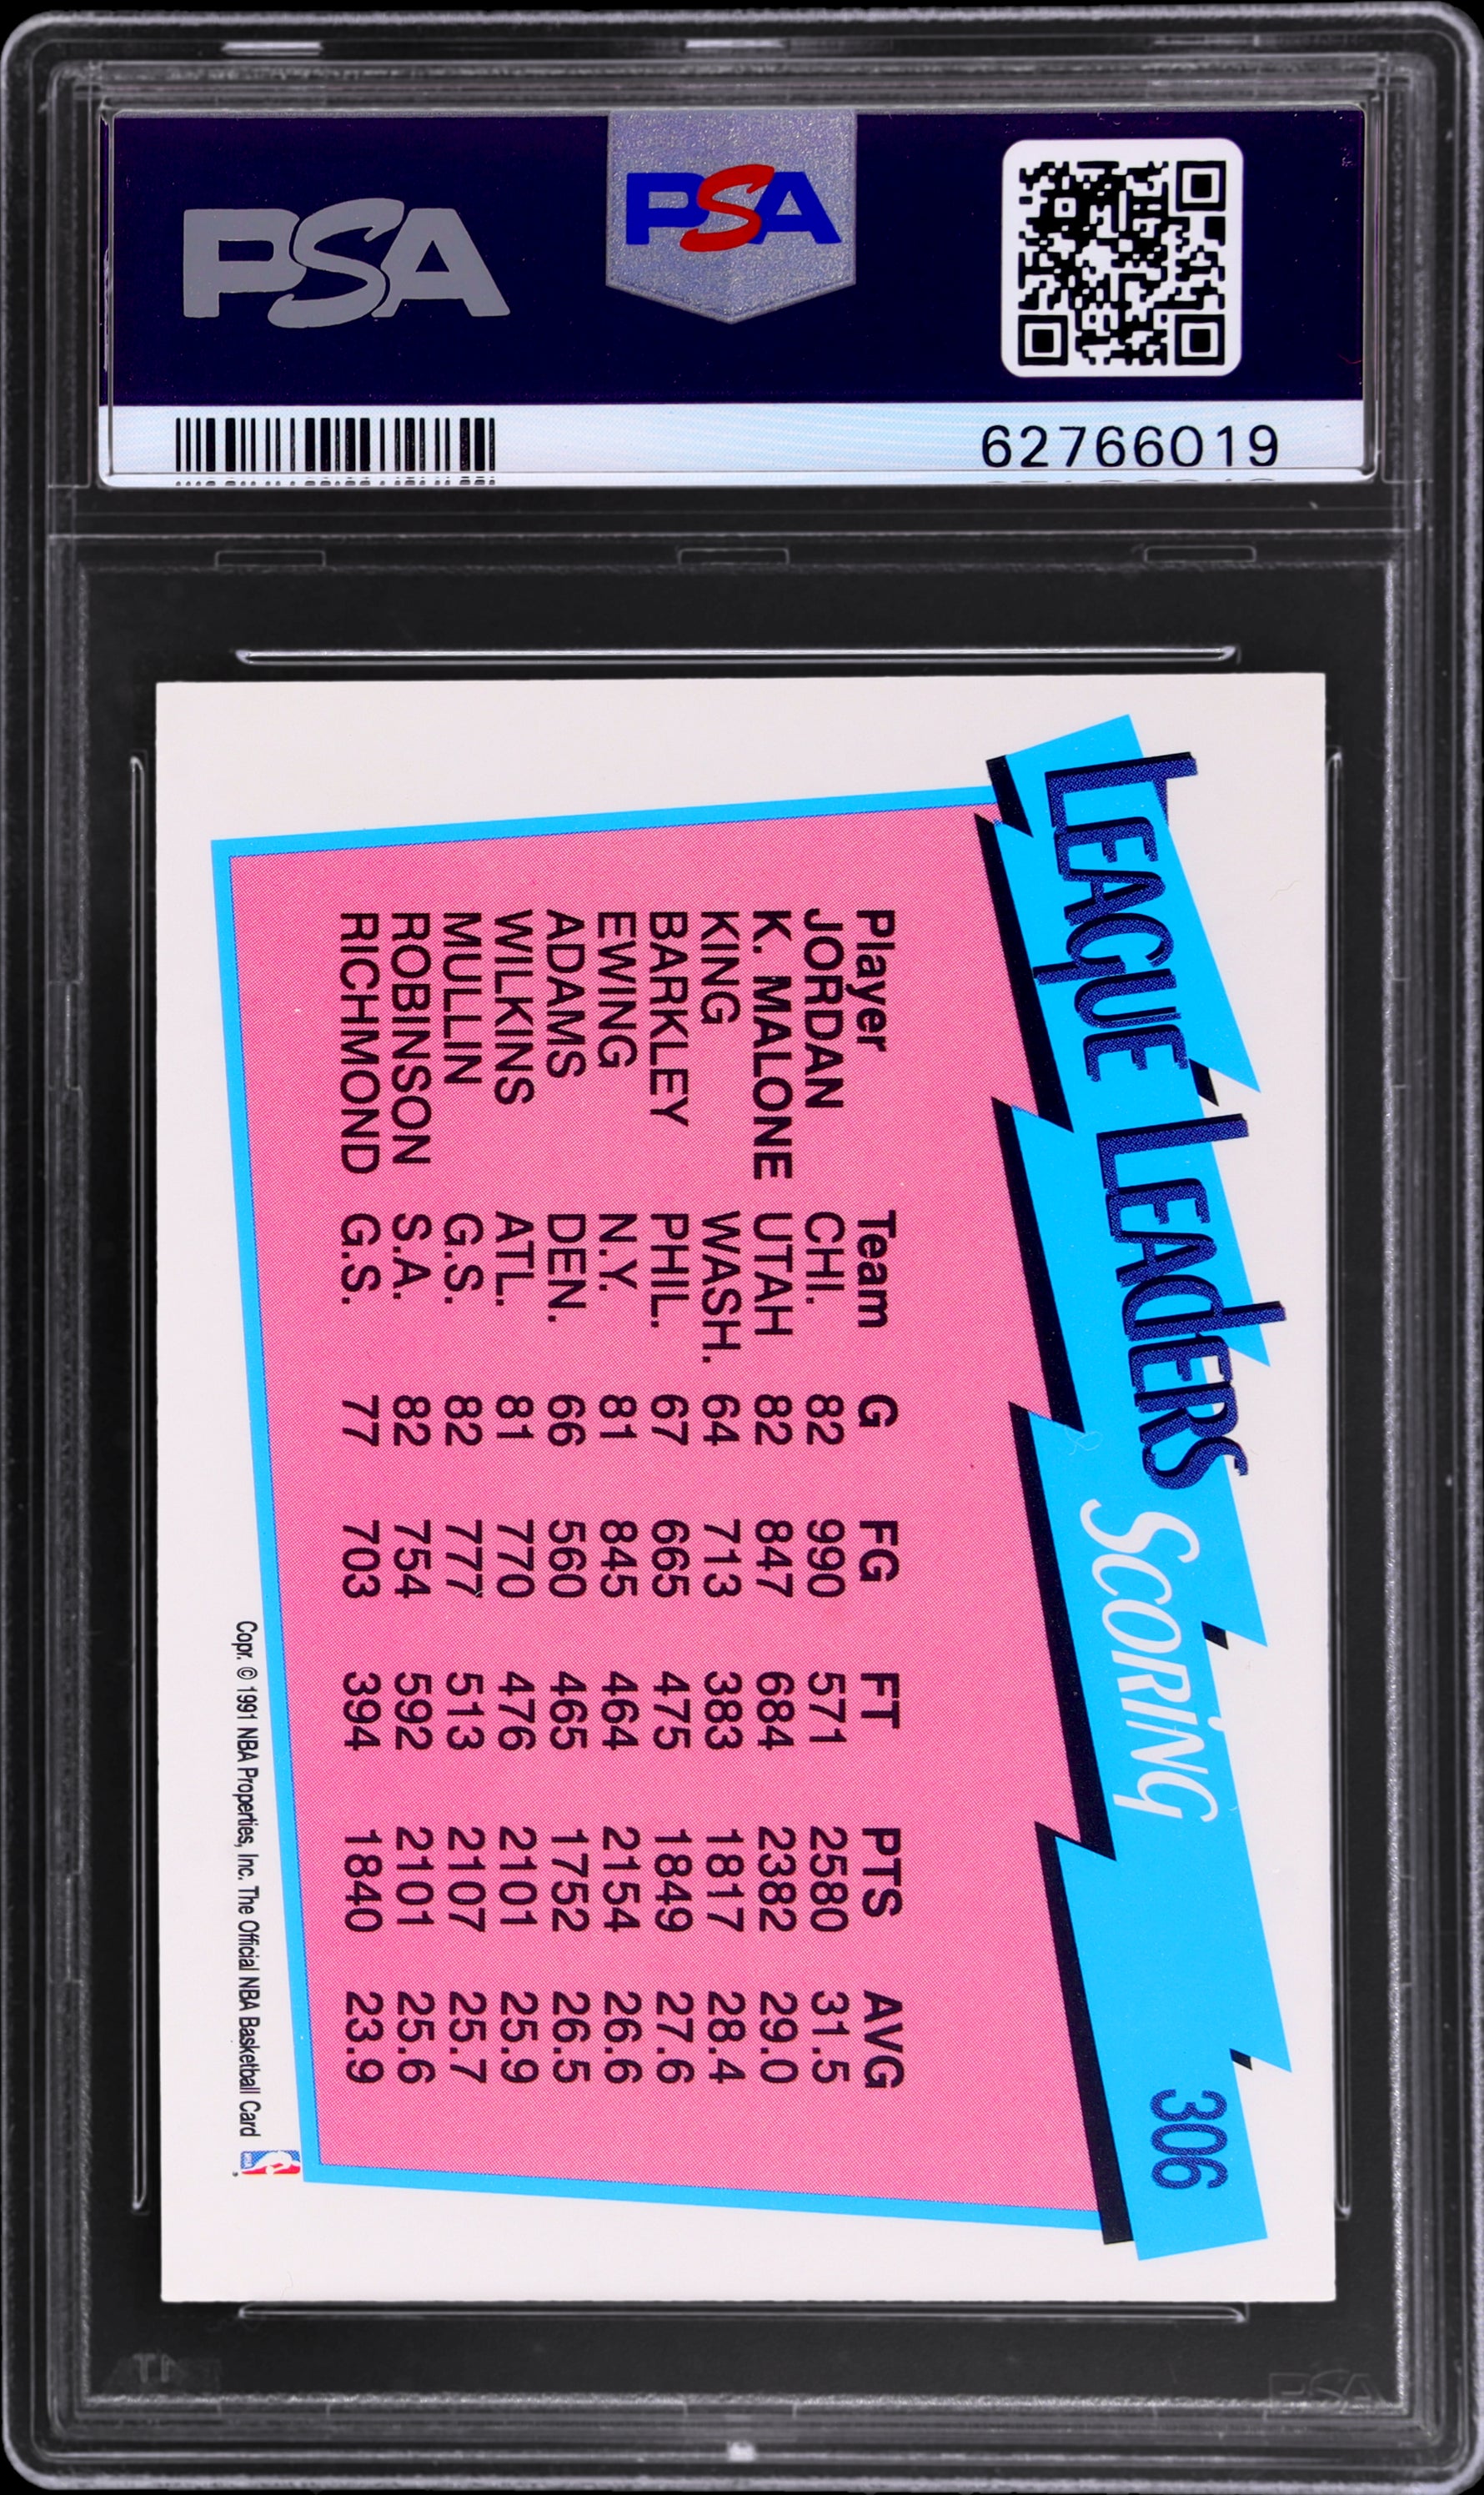 PSA
PSA
62766019
LEAGUE LEADERS SCORING 306
Player Team G FG FT PTS AVG
JORDAN CHI. 82 990 571 2580 31.5
K. MALONE UTAH 82 847 684 2382 29.0
KING WASH. 64 713 383 1817 28.4
BARKLEY PHIL. 67 665 475 1849 27.6
EWING N.Y. 81 845 464 2154 26.6
ADAMS DEN. 66 560 465 1752 26.5
WILKINS ATL. 81 770 476 2101 25.9
MULLIN G.S. 82 777 513 2107 25.7
ROBINSON S.A. 82 754 592 2101 25.6
RICHMOND G.S. 77 703 394 1840 23.9
Copr. © 1991 NBA Properties, Inc. The Official NBA Basketball Card
PSA